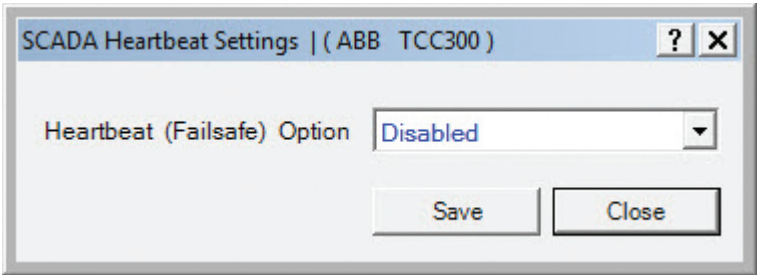 SCADA Heartbeat Settings | ( ABB TCC300 ) ? X
Heartbeat (Failsafe) Option Disabled
Save Close